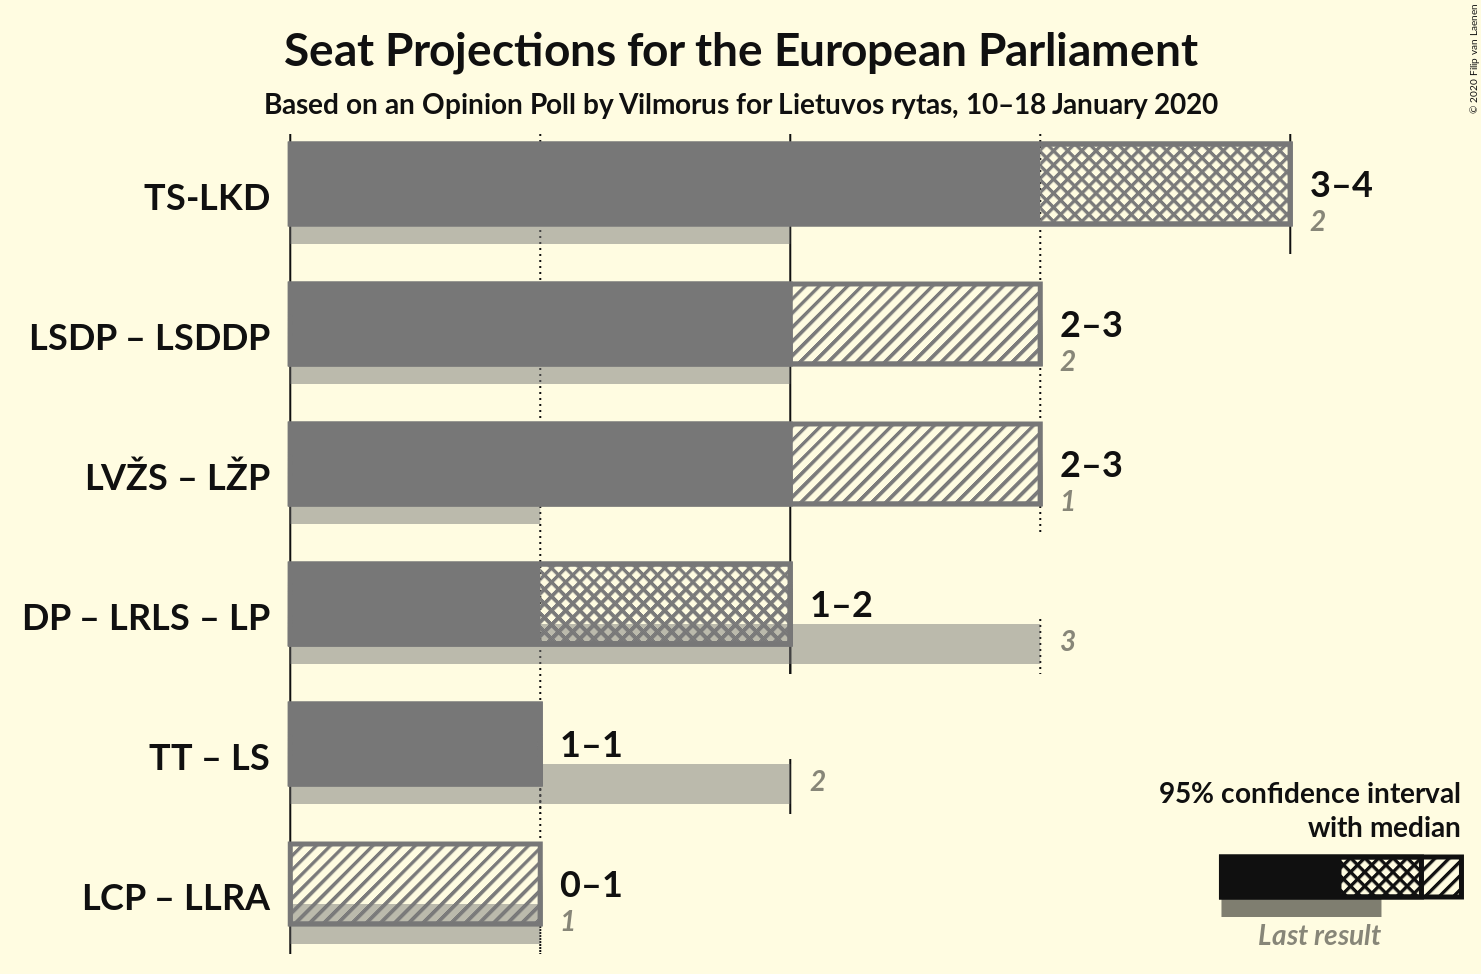 Seat Projections for the European Parliament
Based on an Opinion Poll by Vilmorus for Lietuvos rytas, 10–18 January 2020
© 2020 Filip van Laenen
TS-LKD
3–4
2
LSDP – LSDDP
2–3
2
LVŽS – LŽP
2–3
1
DP – LRLS – LP
1–2
3
TT – LS
1–1
2
LCP – LLRA
0–1
1
95% confidence interval
with median
Last result